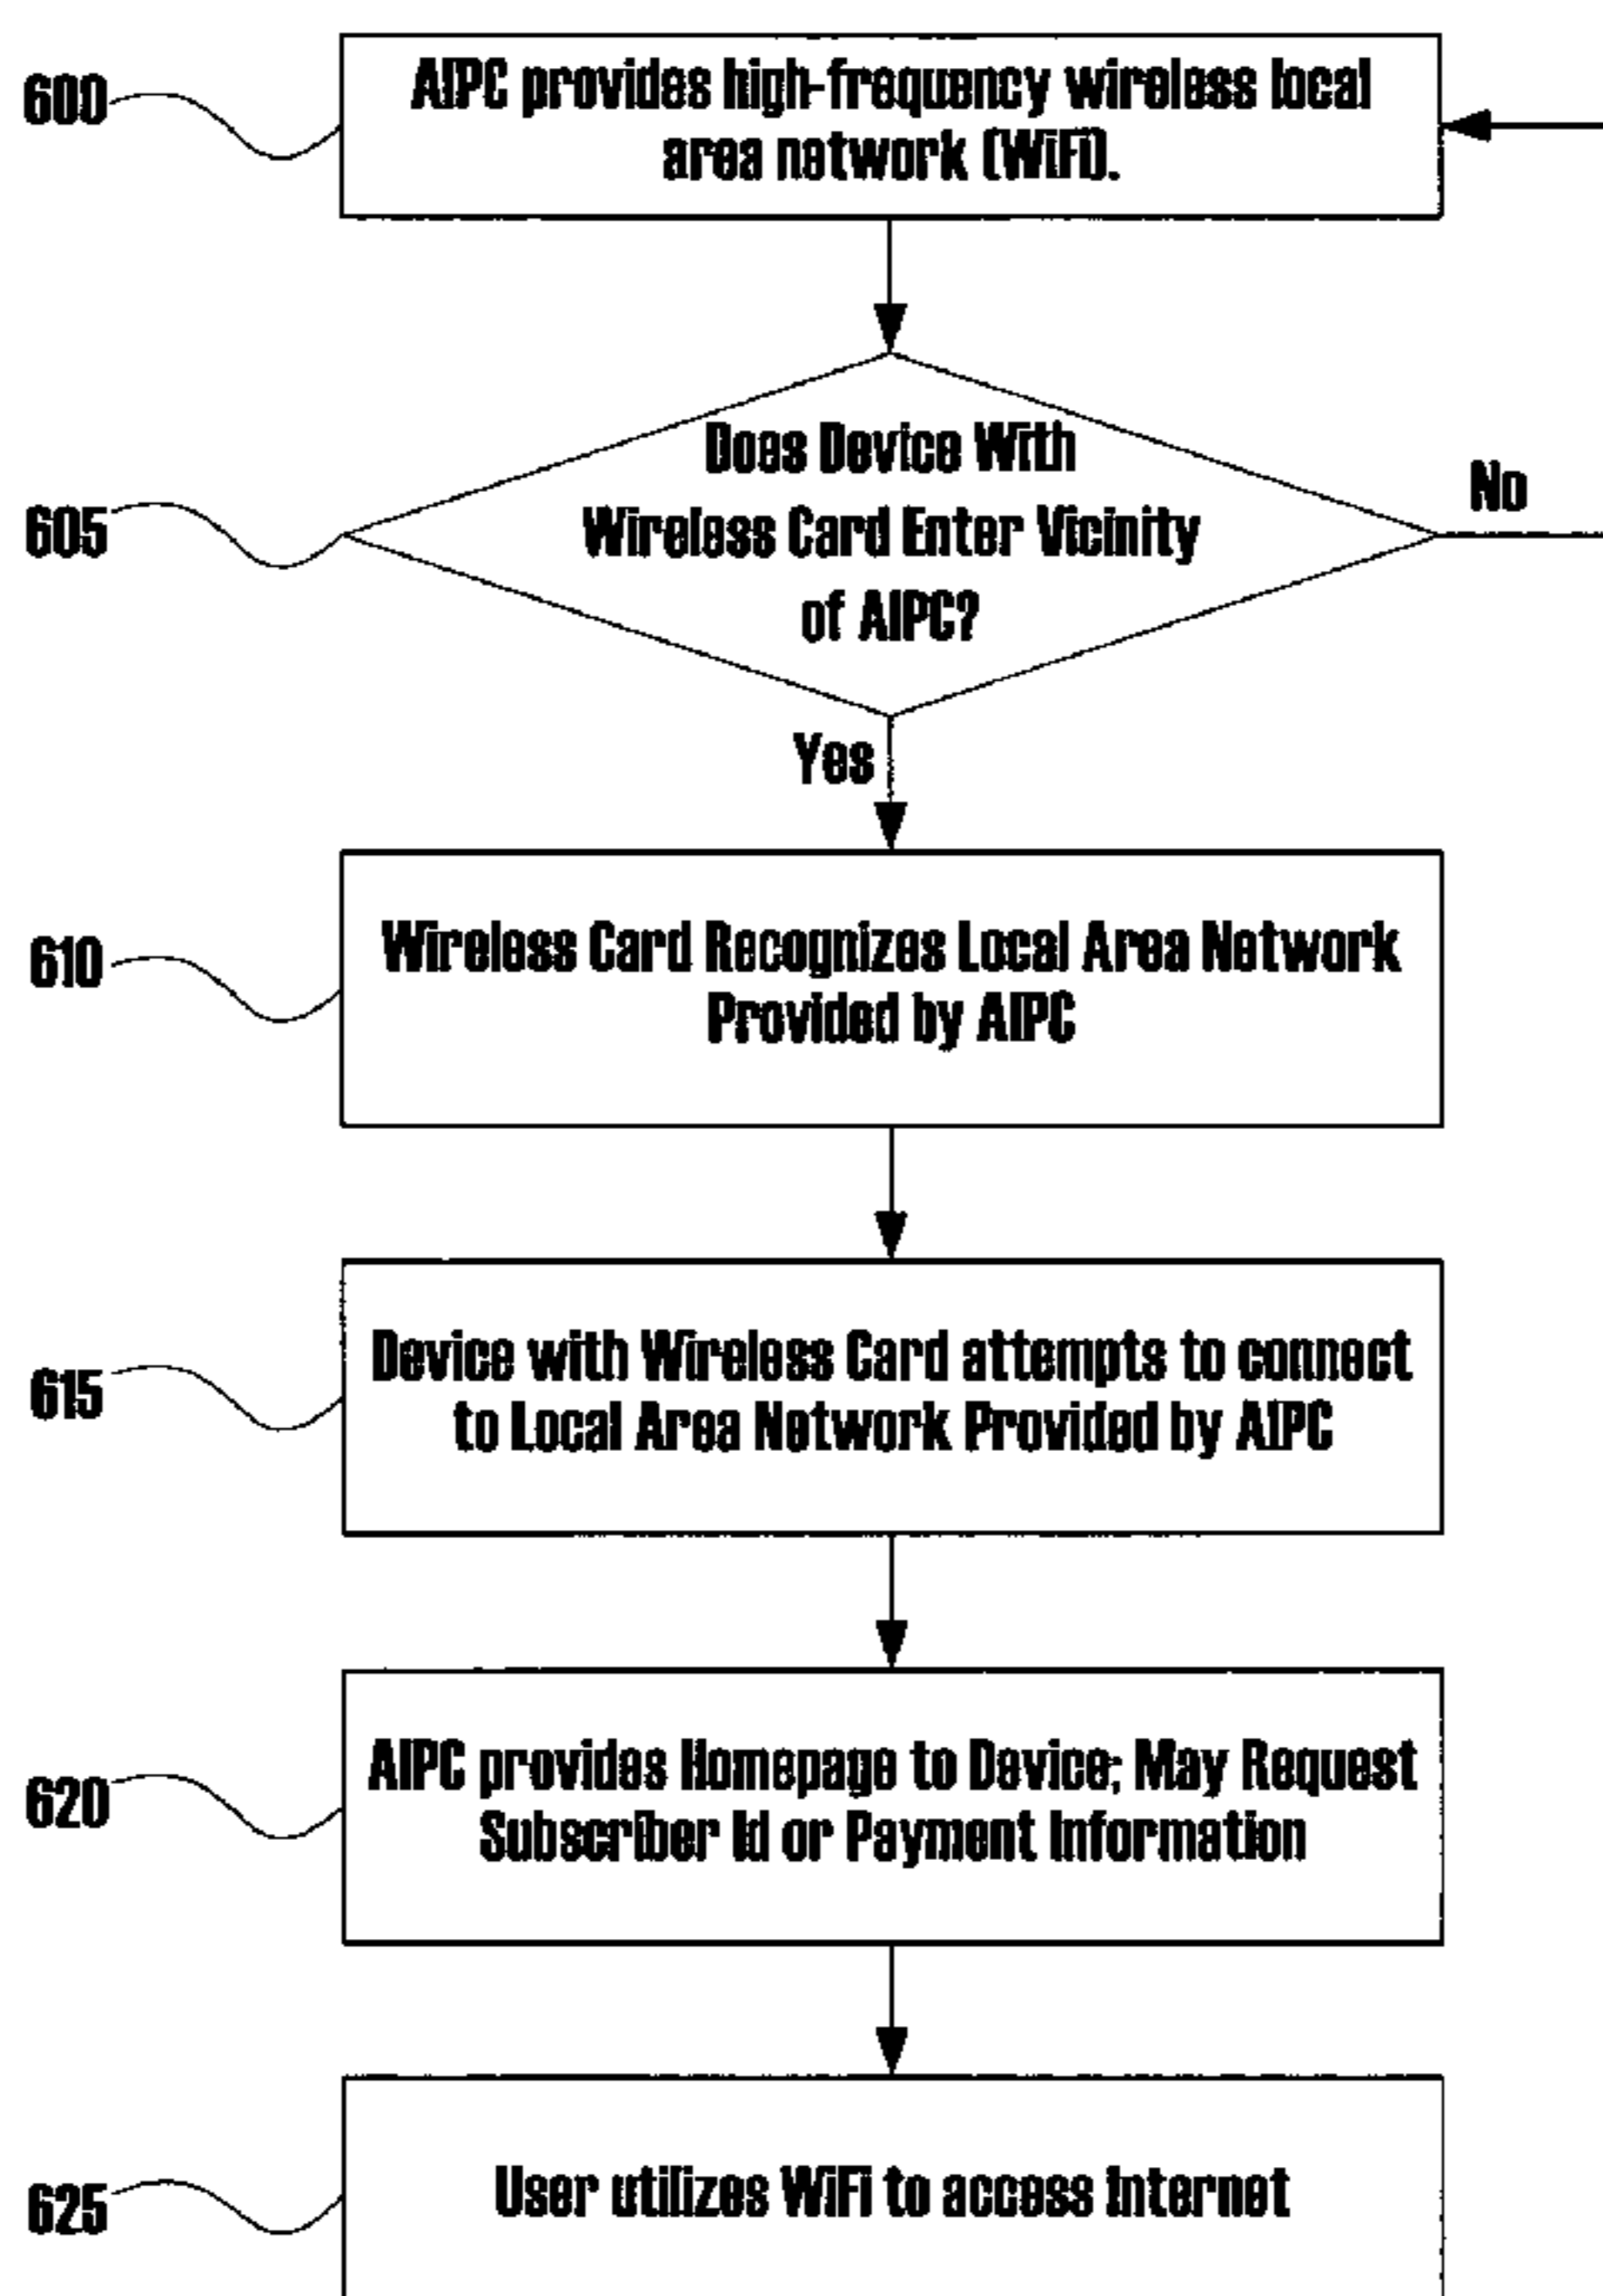 600
AIPC provides high-frequency wireless local
area network (WiFi).
605
Does Device With
Wireless Card Enter Vicinity
of AIPC?
No
Yes
610
Wireless Card Recognizes Local Area Network
Provided by AIPC
615
Device with Wireless Card attempts to connect
to Local Area Network Provided by AIPC
620
AIPC provides Homepage to Device; May Request
Subscriber Id or Payment Information
625
User utilizes WiFi to access Internet